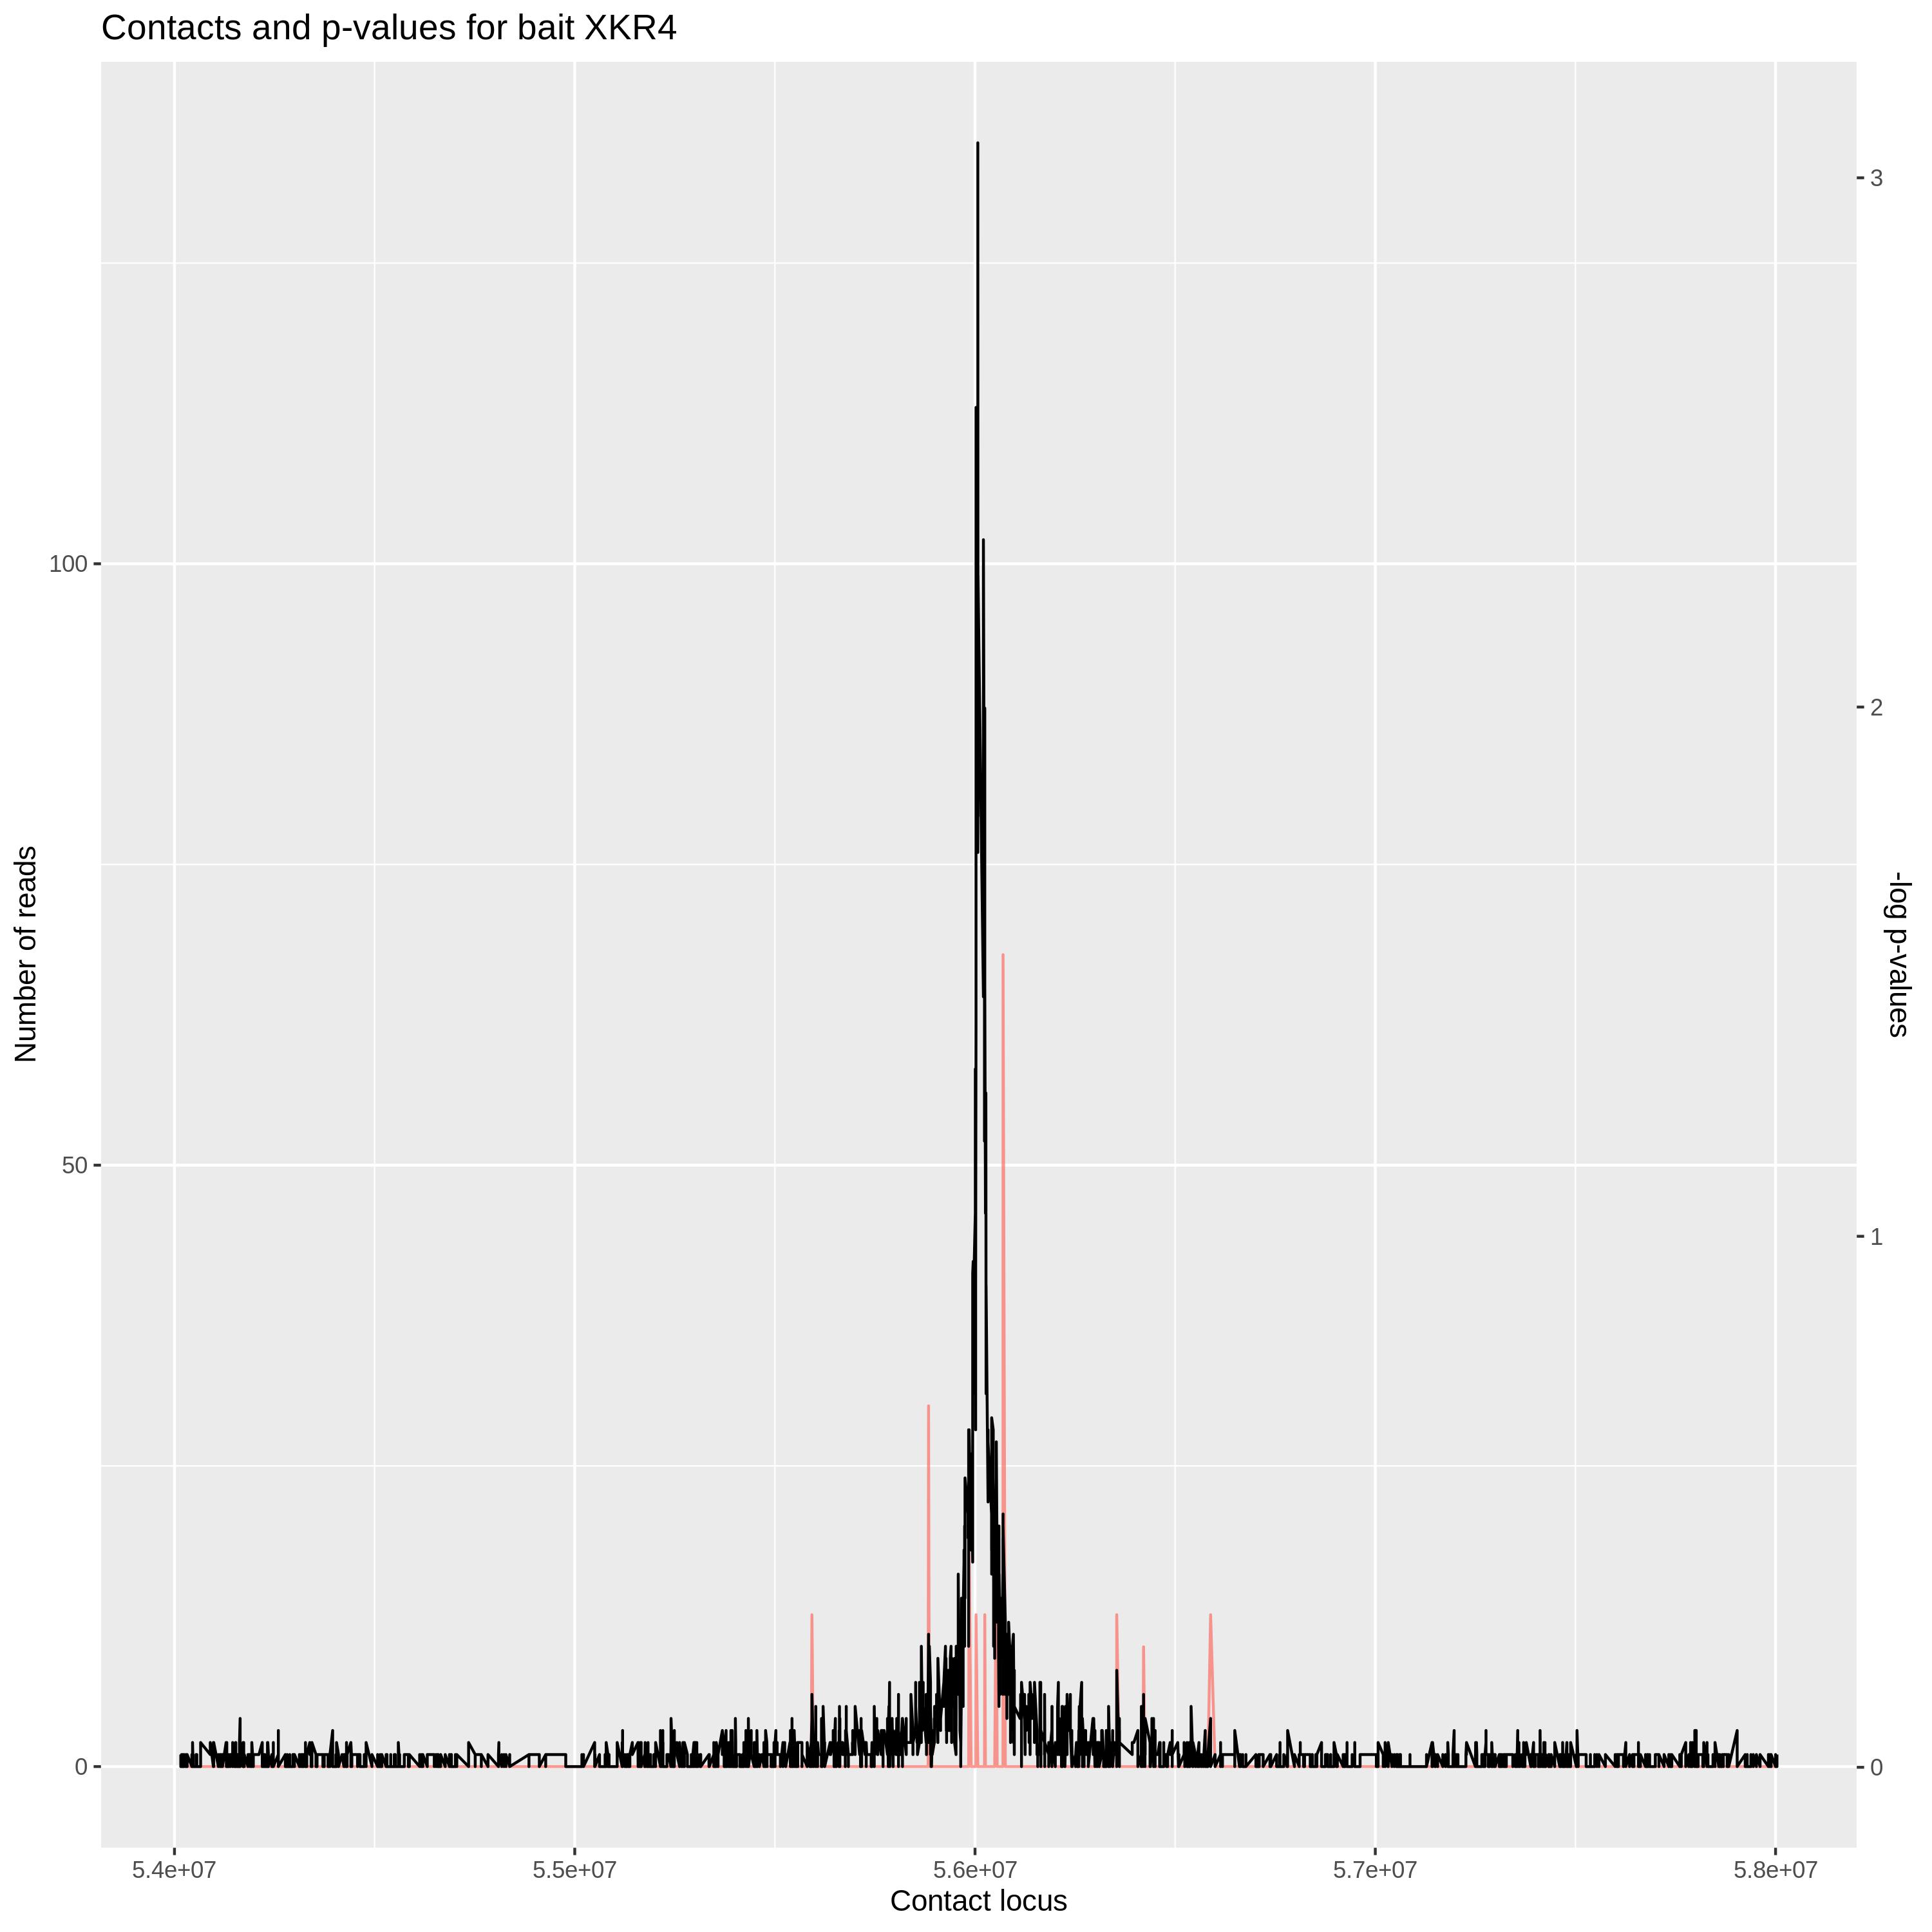 Contacts and p-values for bait XKR4
Number of reads
100
50
0
3
2
1
0
-log p-values
5.4e+07
5.5e+07
5.6e+07
5.7e+07
5.8e+07
Contact locus